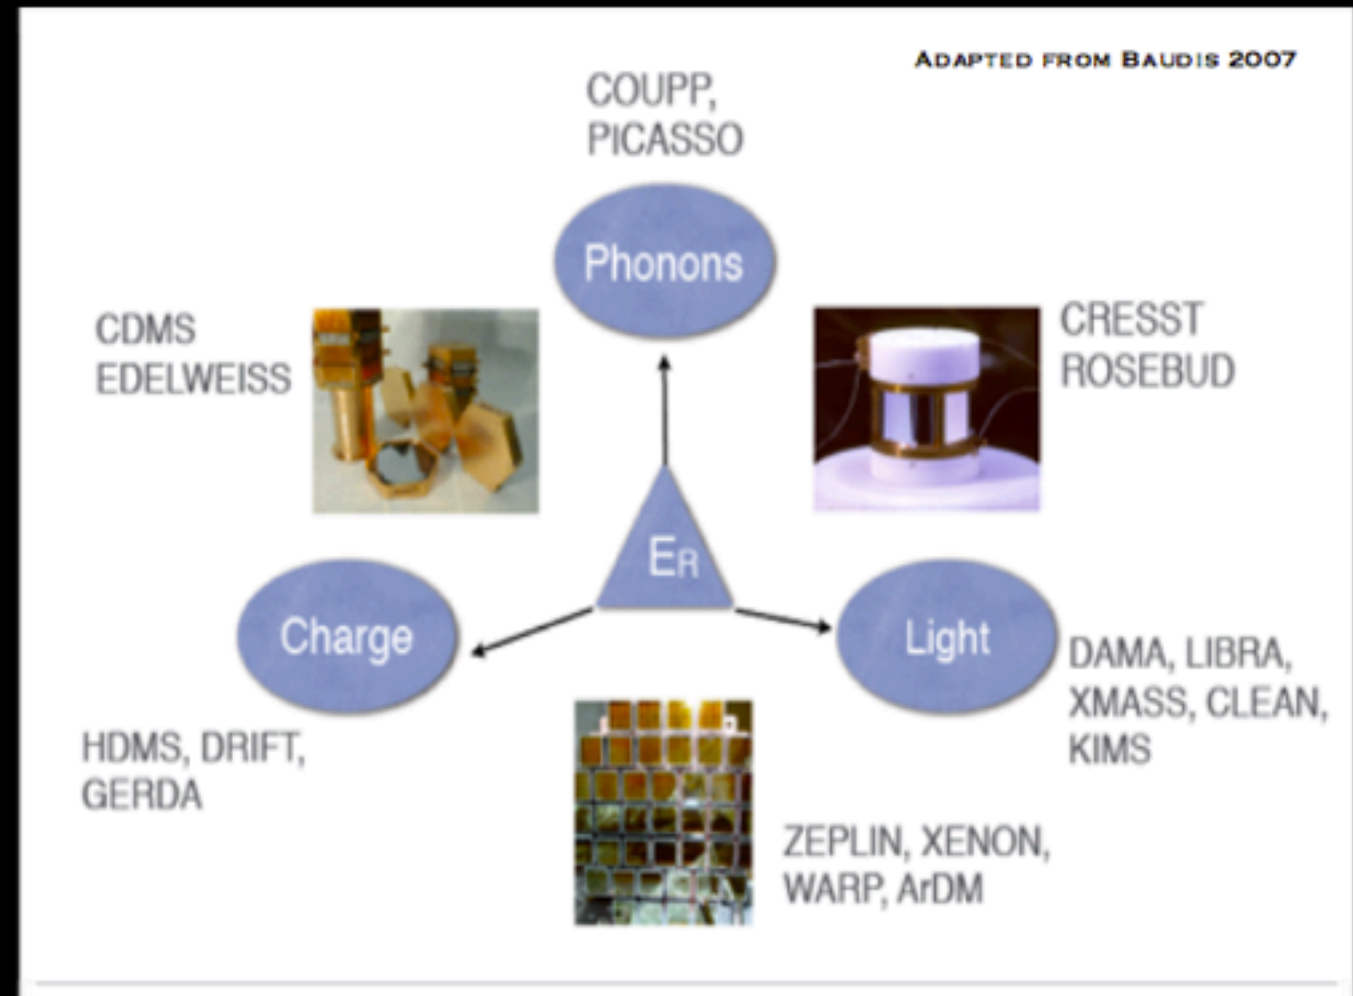 ADAPTED FROM BAUDIS 2007
COUPP,
PICASSO
Phonons
CDMS
EDELWEISS
CRESST
ROSEBUD
ER
Charge
Light
HDMS, DRIFT,
GERDA
DAMA, LIBRA,
XMASS, CLEAN,
KIMS
ZEPLIN, XENON,
WARP, ArDM